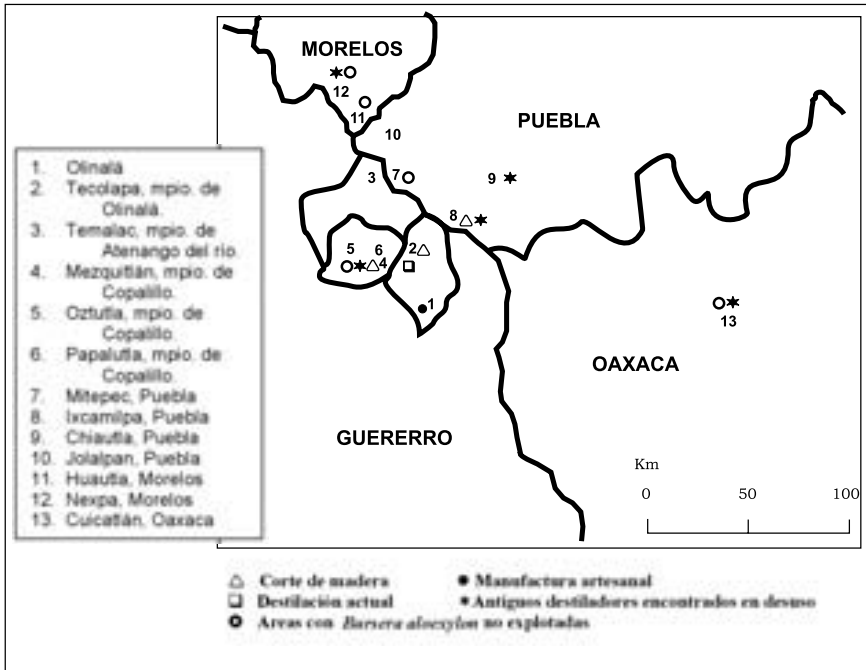 MORELOS
12
11
10
PUEBLA
3
7
9
8
5
6
4
2
1
13
OAXACA
GUERERRO
Km
0 50 100
1. Olinalá
2. Tecolapa, mpio. de
Olinalá.
3. Temalac, mpio. de
Atenango del río.
4. Mezquitlán, mpio. de
Copalillo.
5. Oztutla, mpio. de
Copalillo.
6. Papalutla, mpio. de
Copalillo.
7. Mitepec, Puebla
8. Ixcamilpa, Puebla
9. Chiautla, Puebla
10. Jolalpan, Puebla
11. Huautla, Morelos
12. Nexpa, Morelos
13. Cuicatlán, Oaxaca
Corte de madera
Manufactura artesanal
Destilación actual
Antiguos destiladores encontrados en desuso
Areas con Bursera aloexylon no explotadas